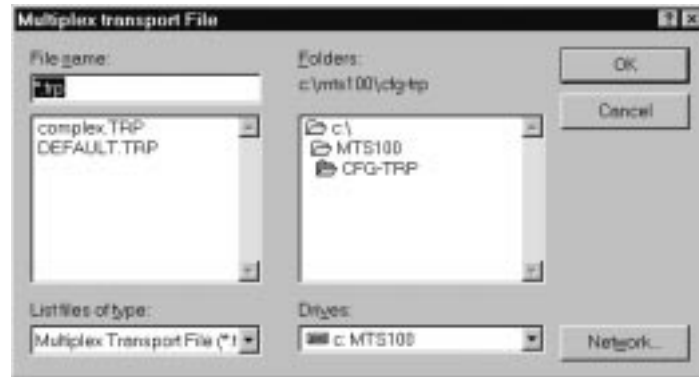 Multiplex transport File
File name:
*.trp
complex.TRP
DEFAULT.TRP
List files of type:
Multiplex Transport File (*.t
Folders:
c:\mts100\cfg-trp
c:\
MTS100
CFG-TRP
Drives:
c: MTS100
OK
Cancel
Network...